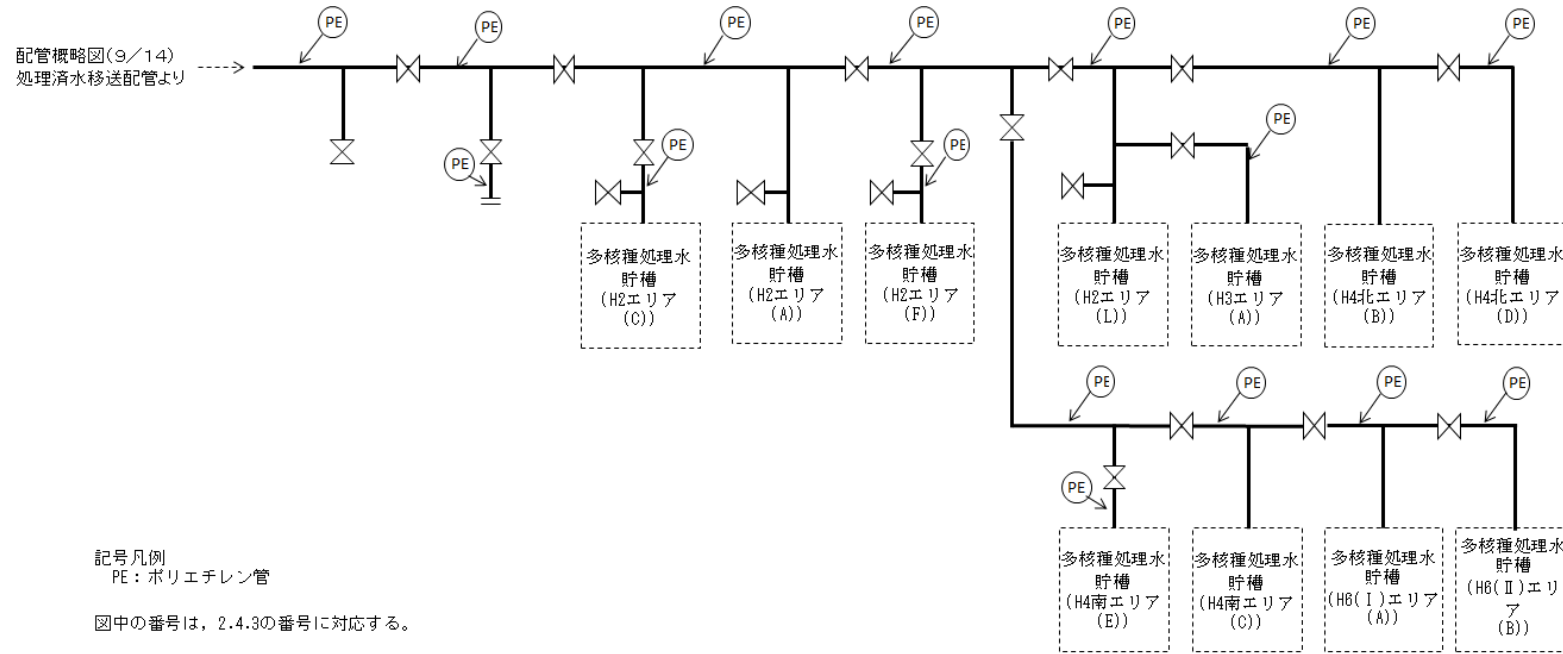 PE
PE
PE
PE
PE
PE
PE
配管概略図(9/14)
処理済水移送配管より
PE
PE
PE
PE
多核種処理水
貯槽
(H2エリア
(C))
多核種処理水
貯槽
(H2エリア
(A))
多核種処理水
貯槽
(H2エリア
(F))
多核種処理水
貯槽
(H2エリア
(L))
多核種処理水
貯槽
(H3エリア
(A))
多核種処理水
貯槽
(H4北エリア
(B))
多核種処理水
貯槽
(H4北エリア
(D))
PE
PE
PE
PE
PE
多核種処理水
貯槽
(H4南エリア
(E))
多核種処理水
貯槽
(H4南エリア
(C))
多核種処理水
貯槽
(H6(Ⅰ)エリア
(A))
多核種処理水
貯槽
(H6(Ⅱ)エリ
ア
(B))
記号凡例
PE：ポリエチレン管
図中の番号は，2.4.3の番号に対応する。